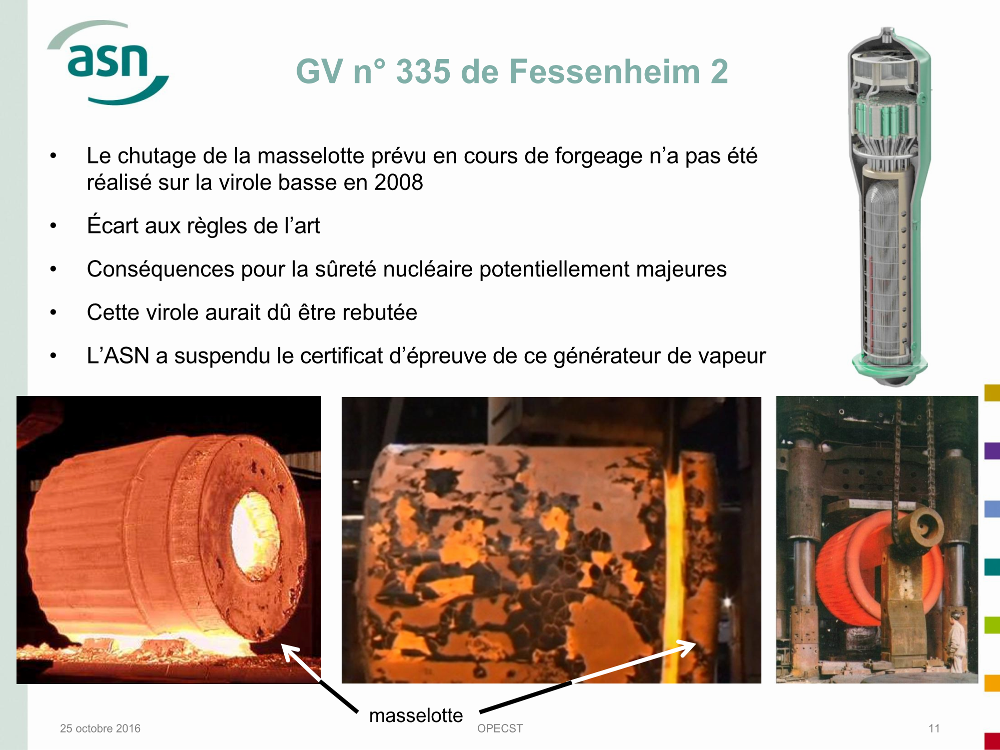 asn
GV n° 335 de Fessenheim 2
• Le chutage de la masselotte prévu en cours de forgeage n’a pas été
réalisé sur la virole basse en 2008
• Écart aux règles de l’art
• Conséquences pour la sûreté nucléaire potentiellement majeures
• Cette virole aurait dû être rebutée
• L’ASN a suspendu le certificat d’épreuve de ce générateur de vapeur
masselotte
25 octobre 2016
OPECST
11